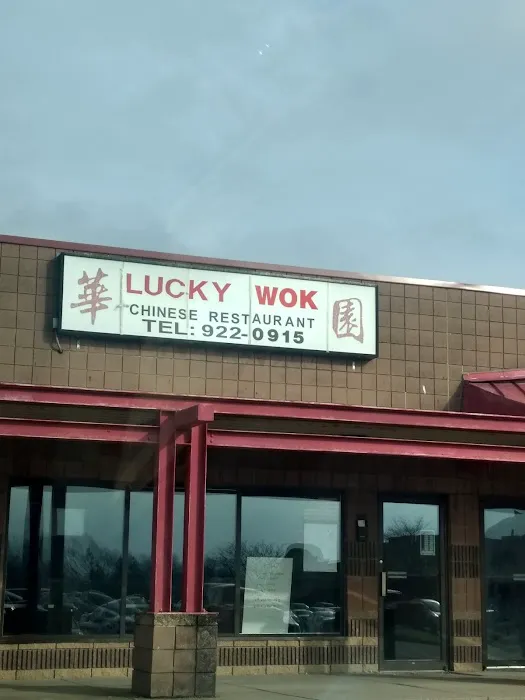 華 LUCKY WOK 園
CHINESE RESTAURANT
TEL: 922-0915